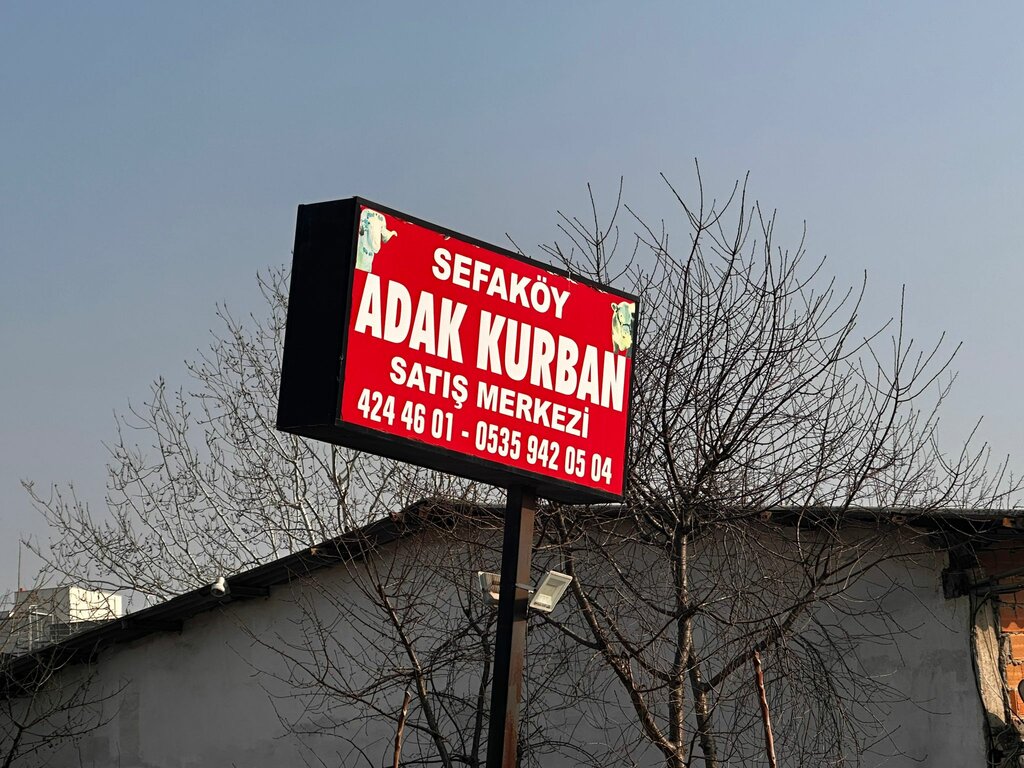 SEFAKÖY
ADAK KURBAN
SATIŞ MERKEZİ
424 46 01 - 0535 942 05 04